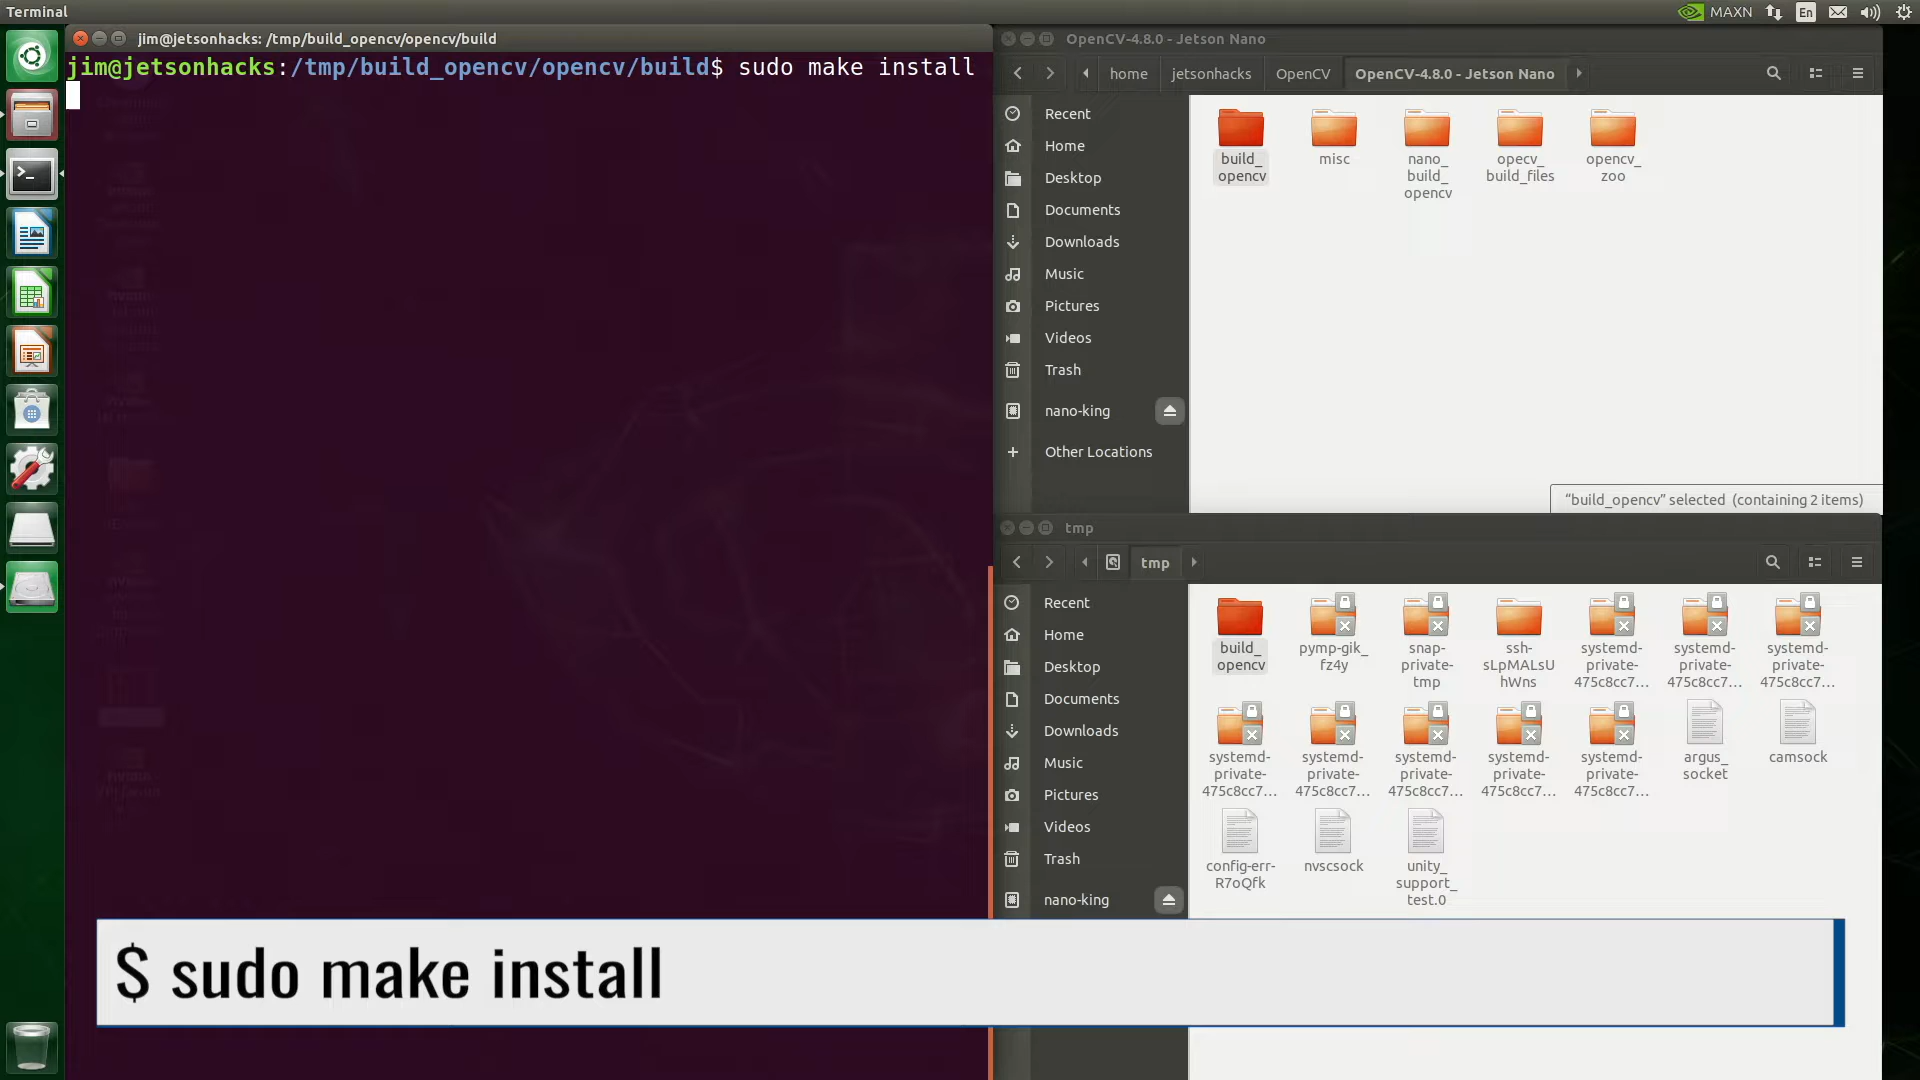 Terminal
MAXN
En
jim@jetsonhacks: /tmp/build_opencv/opencv/build
jim@jetsonhacks:/tmp/build_opencv/opencv/build$ sudo make install
OpenCV-4.8.0 - Jetson Nano
home
jetsonhacks
OpenCV
OpenCV-4.8.0 - Jetson Nano
Recent
Home
Desktop
Documents
Downloads
Music
Pictures
Videos
Trash
nano-king
Other Locations
build_
opencv
misc
nano_
build_
opencv
opecv_
build_files
opencv_
zoo
“build_opencv” selected (containing 2 items)
tmp
tmp
Recent
Home
Desktop
Documents
Downloads
Music
Pictures
Videos
Trash
nano-king
build_
opencv
pymp-gik_
fz4y
snap-
private-
tmp
ssh-
sLpMALsU
hWns
systemd-
private-
475c8cc7…
systemd-
private-
475c8cc7…
systemd-
private-
475c8cc7…
systemd-
private-
475c8cc7…
systemd-
private-
475c8cc7…
systemd-
private-
475c8cc7…
systemd-
private-
475c8cc7…
systemd-
private-
475c8cc7…
argus_
socket
camsock
config-err-
R7oQfk
nvscsock
unity_
support_
test.0
$ sudo make install